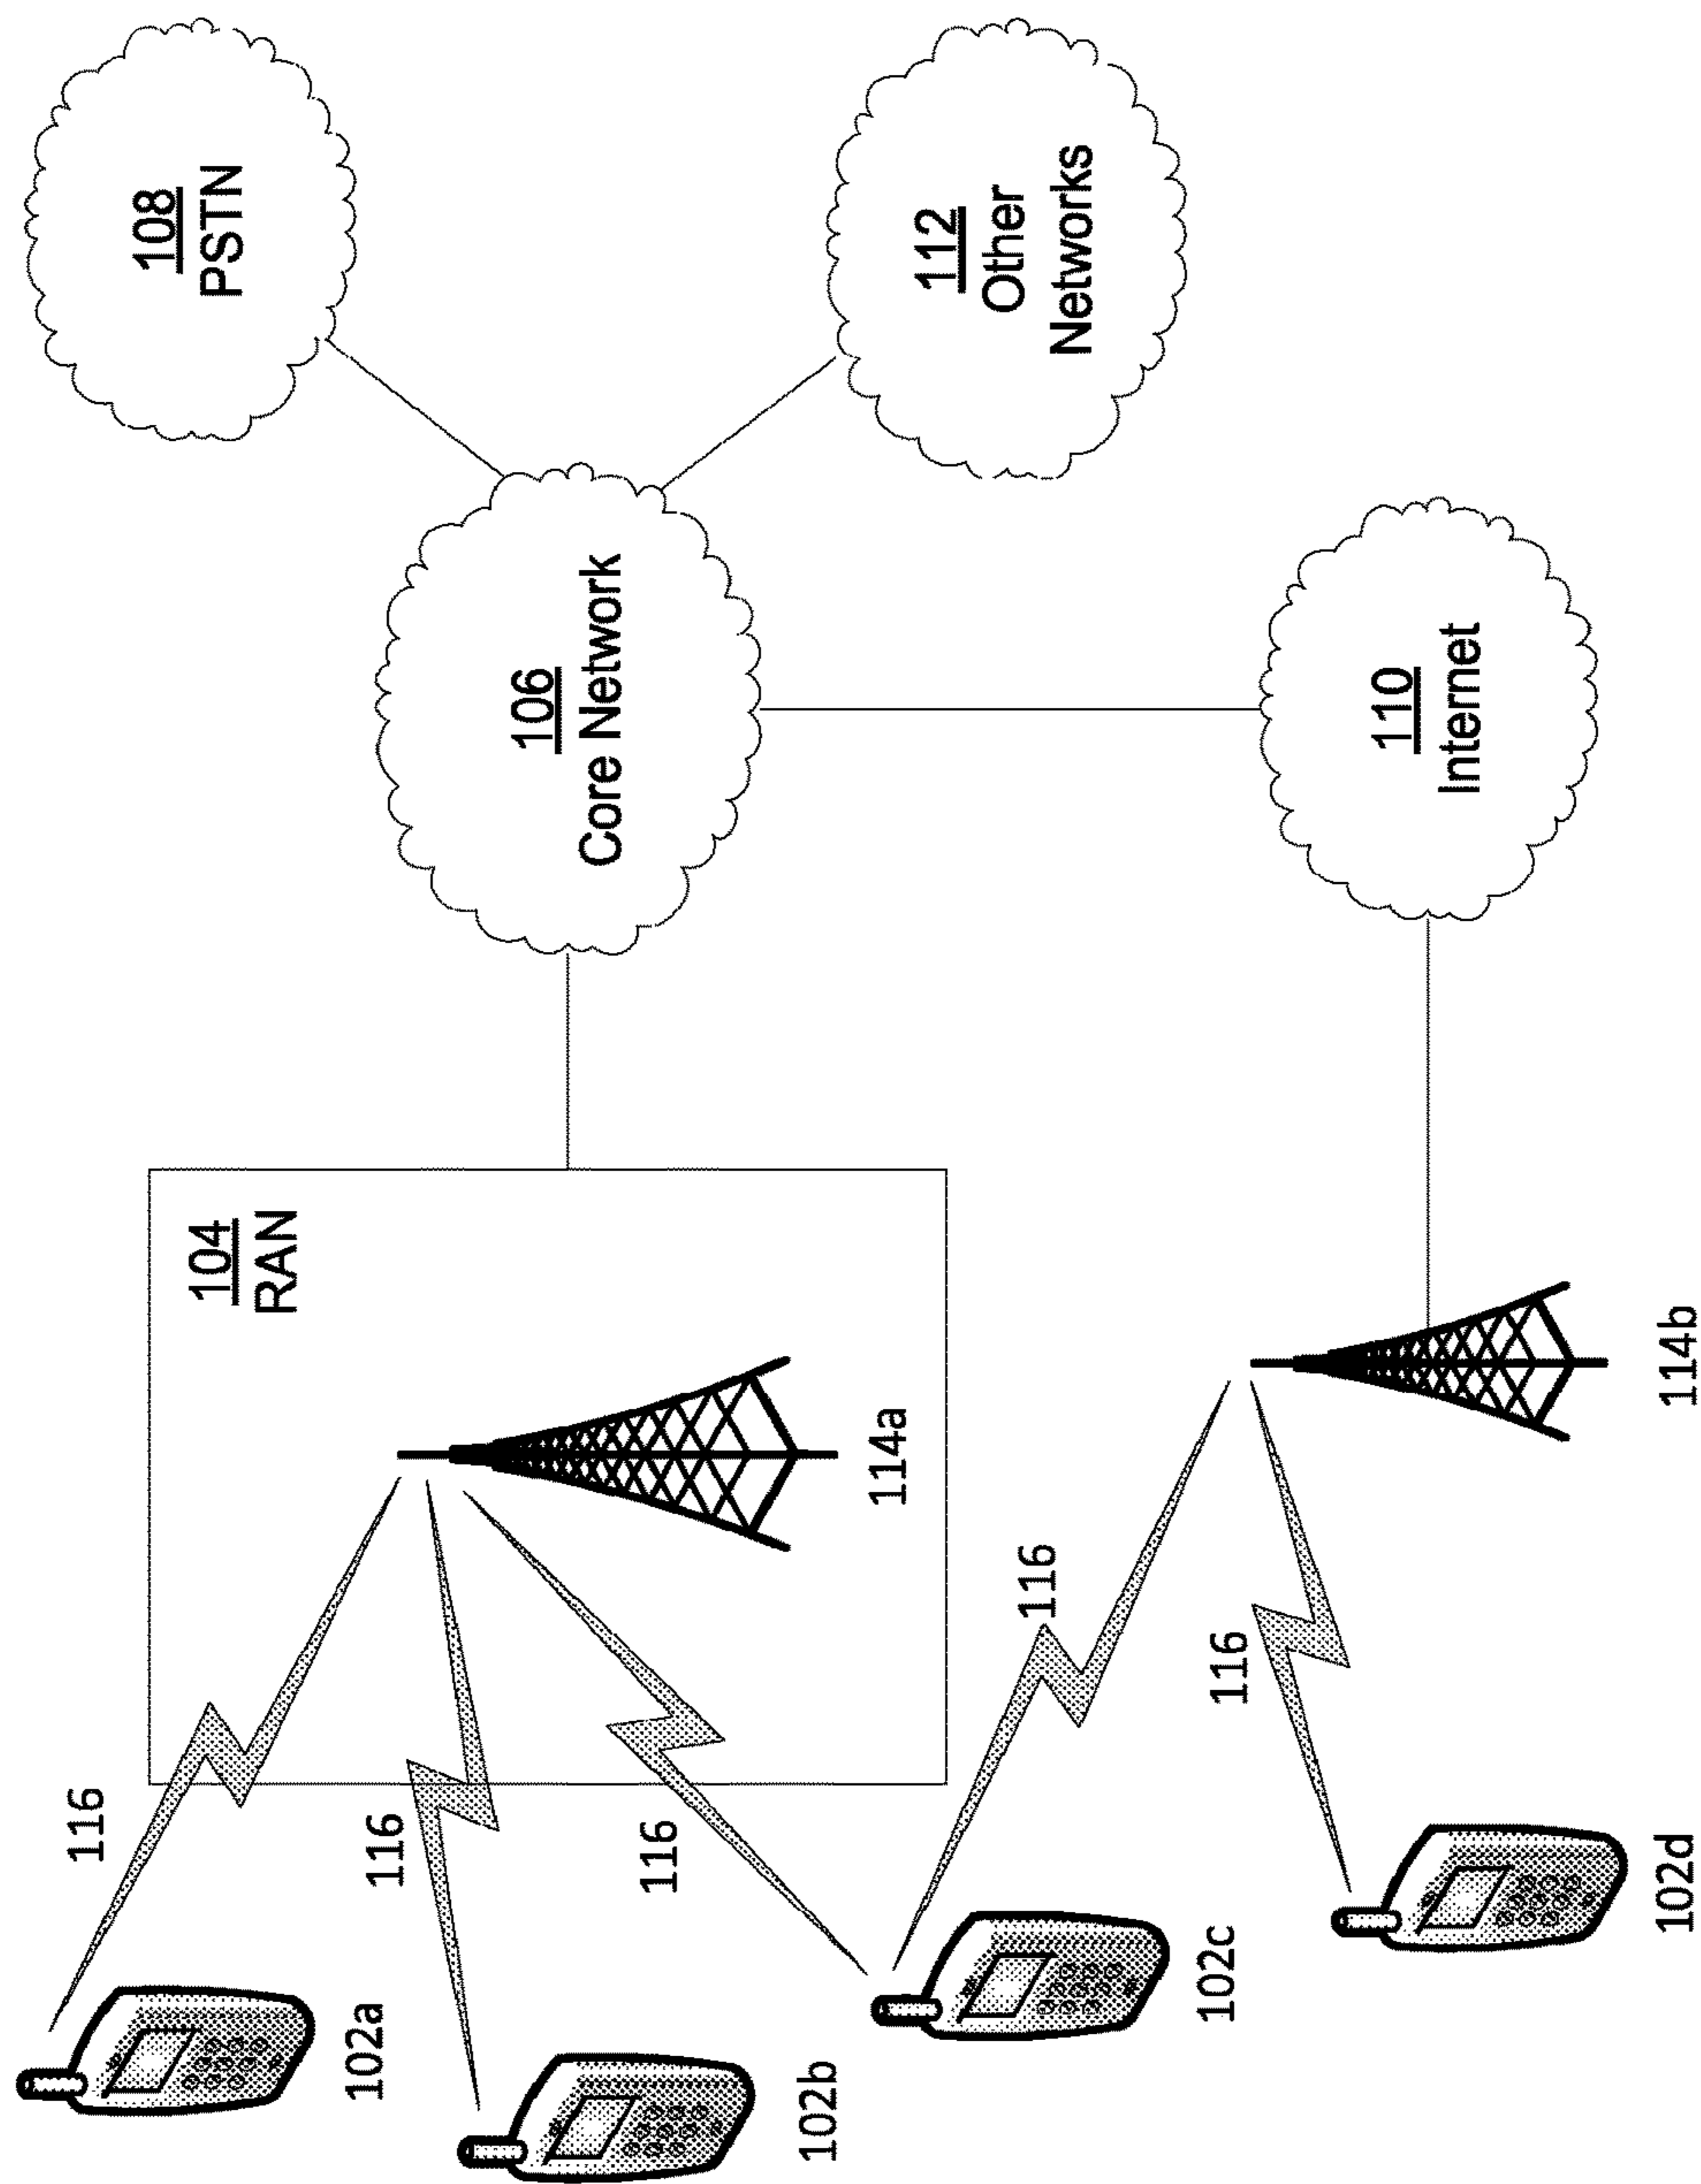 102a
116
104
RAN
108
PSTN
116
102b
114a
106
Core Network
112
Other
Networks
116
102c
116
116
102d
114b
110
Internet